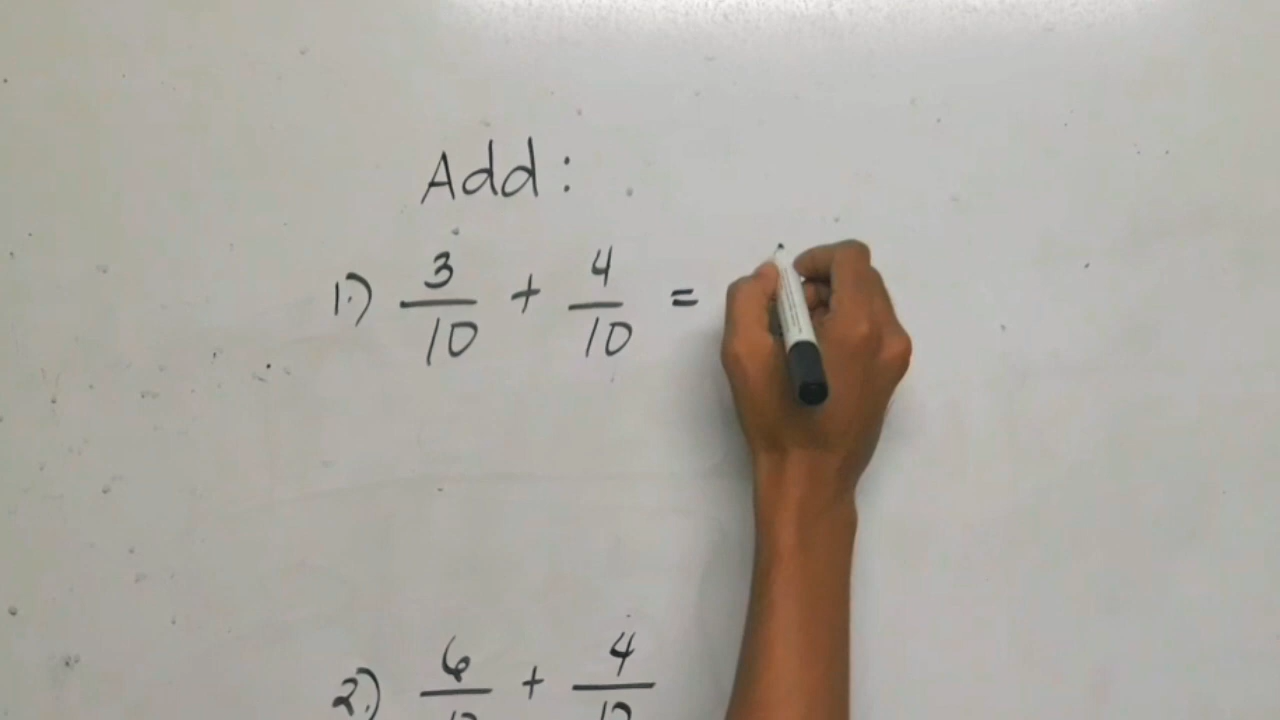 Add:
1.) 3/10 + 4/10 =
2.) 6/ + 4/